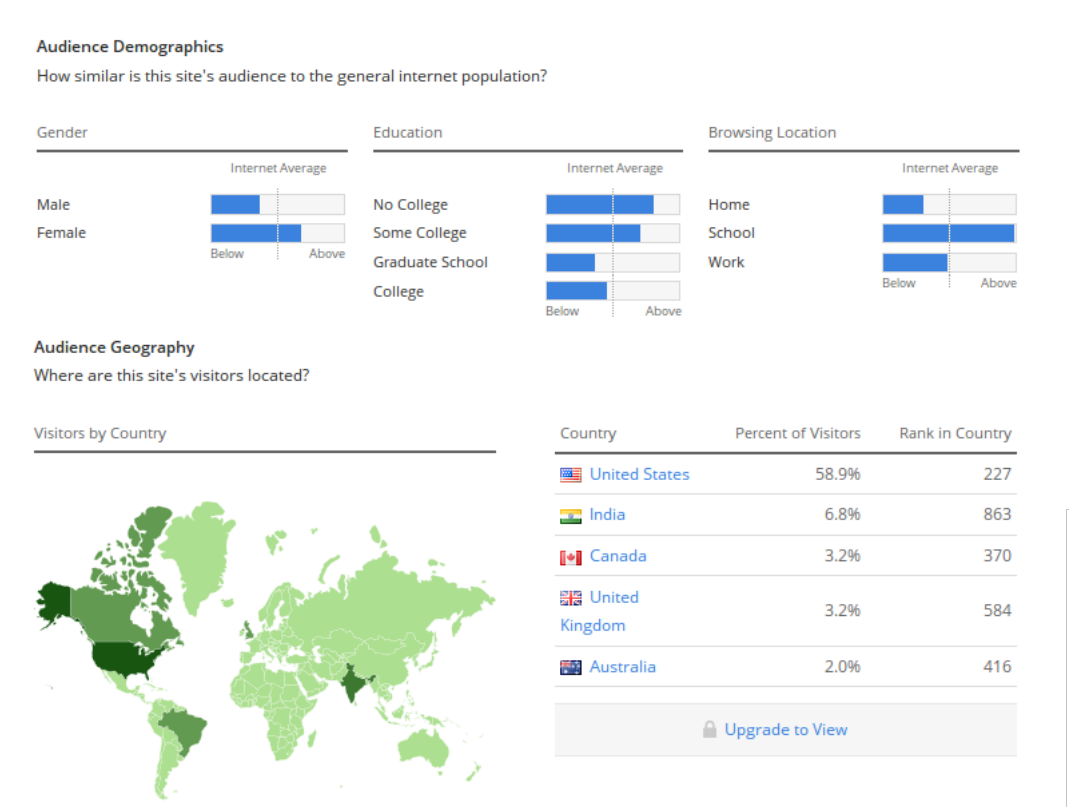 Audience Demographics
How similar is this site's audience to the general internet population?
Gender
Internet Average
Male
Female
Below Above
Education
Internet Average
No College
Some College
Graduate School
College
Below Above
Browsing Location
Internet Average
Home
School
Work
Below Above
Audience Geography
Where are this site's visitors located?
Visitors by Country
Country Percent of Visitors Rank in Country
United States 58.9% 227
India 6.8% 863
Canada 3.2% 370
United
Kingdom 3.2% 584
Australia 2.0% 416
Upgrade to View